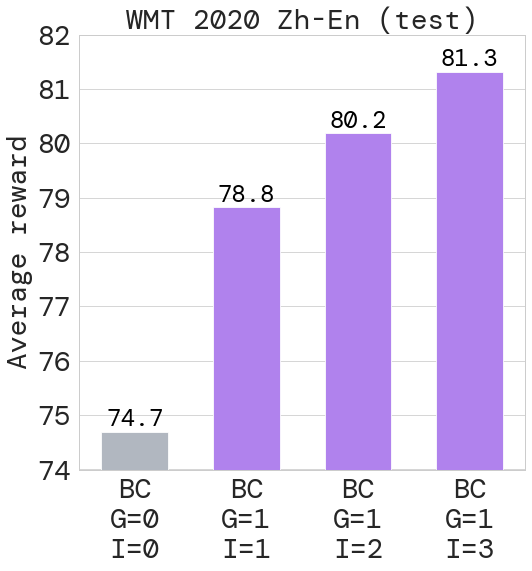 WMT 2020 Zh-En (test)
Average reward
82
81
80
79
78
77
76
75
74
74.7
78.8
80.2
81.3
BC BC BC BC
G=0 G=1 G=1 G=1
I=0 I=1 I=2 I=3